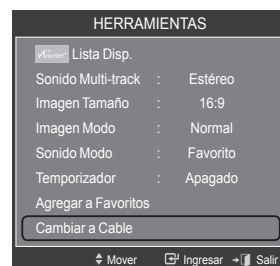 HERRAMIENTAS
Anynet+ Lista Disp.
Sonido Multi-track : Estéreo
Imagen Tamaño : 16:9
Imagen Modo : Normal
Sonido Modo : Favorito
Temporizador : Apagado
Agregar a Favoritos
Cambiar a Cable
Mover Ingresar Salir